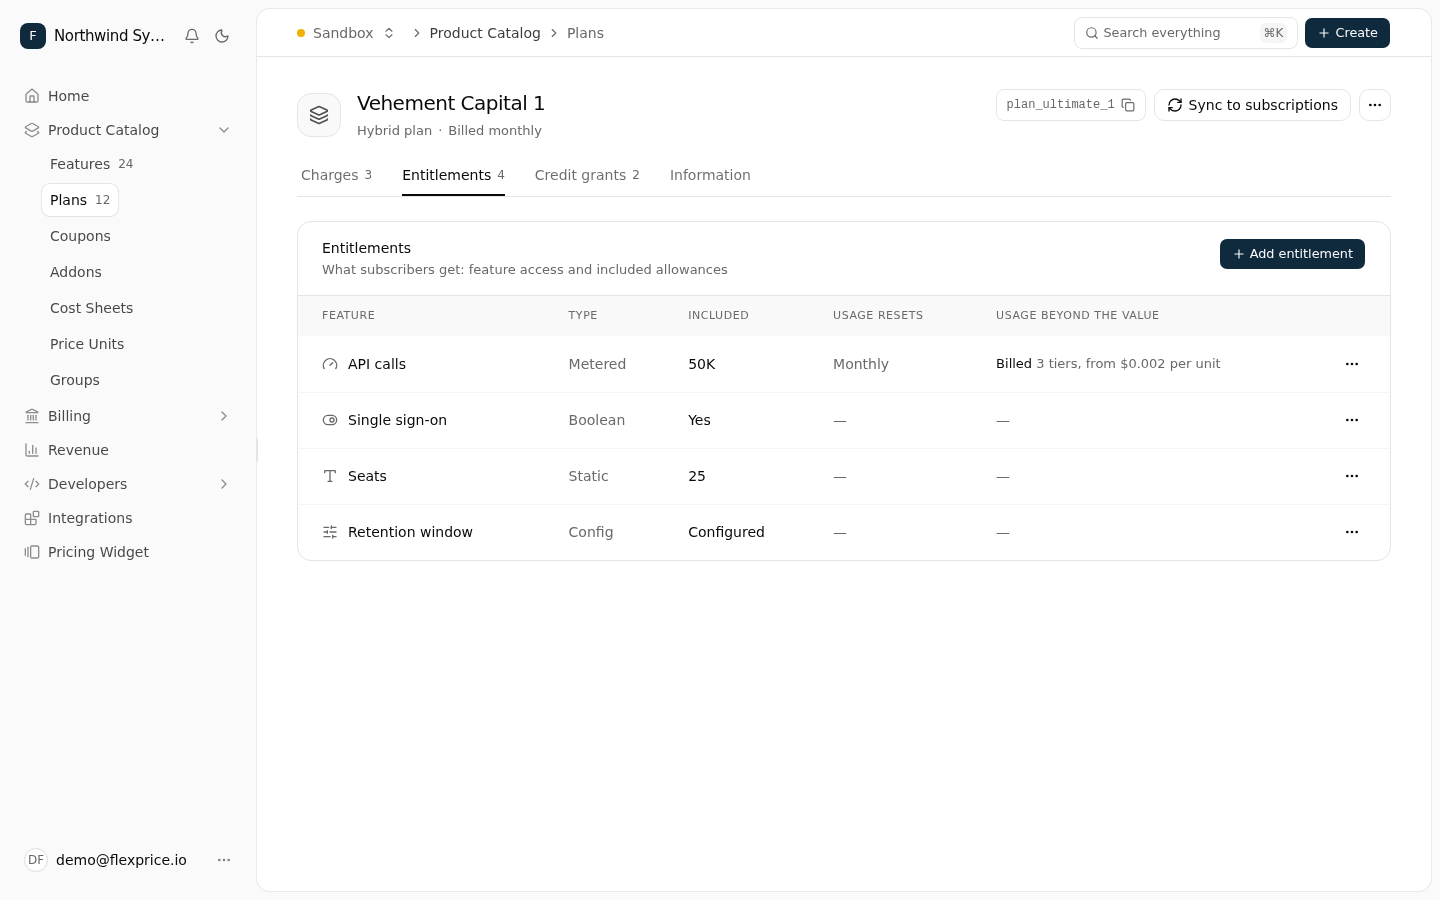 F
Northwind Sy...
Home
Product Catalog
Features 24
Plans 12
Coupons
Addons
Cost Sheets
Price Units
Groups
Billing
Revenue
Developers
Integrations
Pricing Widget
DF demo@flexprice.io
Sandbox Product Catalog Plans
Search everything ⌘K
Create
Vehement Capital 1
Hybrid plan · Billed monthly
plan_ultimate_1
Sync to subscriptions
Charges 3 Entitlements 4 Credit grants 2 Information
Entitlements
What subscribers get: feature access and included allowances
Add entitlement
FEATURE TYPE INCLUDED USAGE RESETS USAGE BEYOND THE VALUE
API calls Metered 50K Monthly Billed 3 tiers, from $0.002 per unit
Single sign-on Boolean Yes — —
Seats Static 25 — —
Retention window Config Configured — —